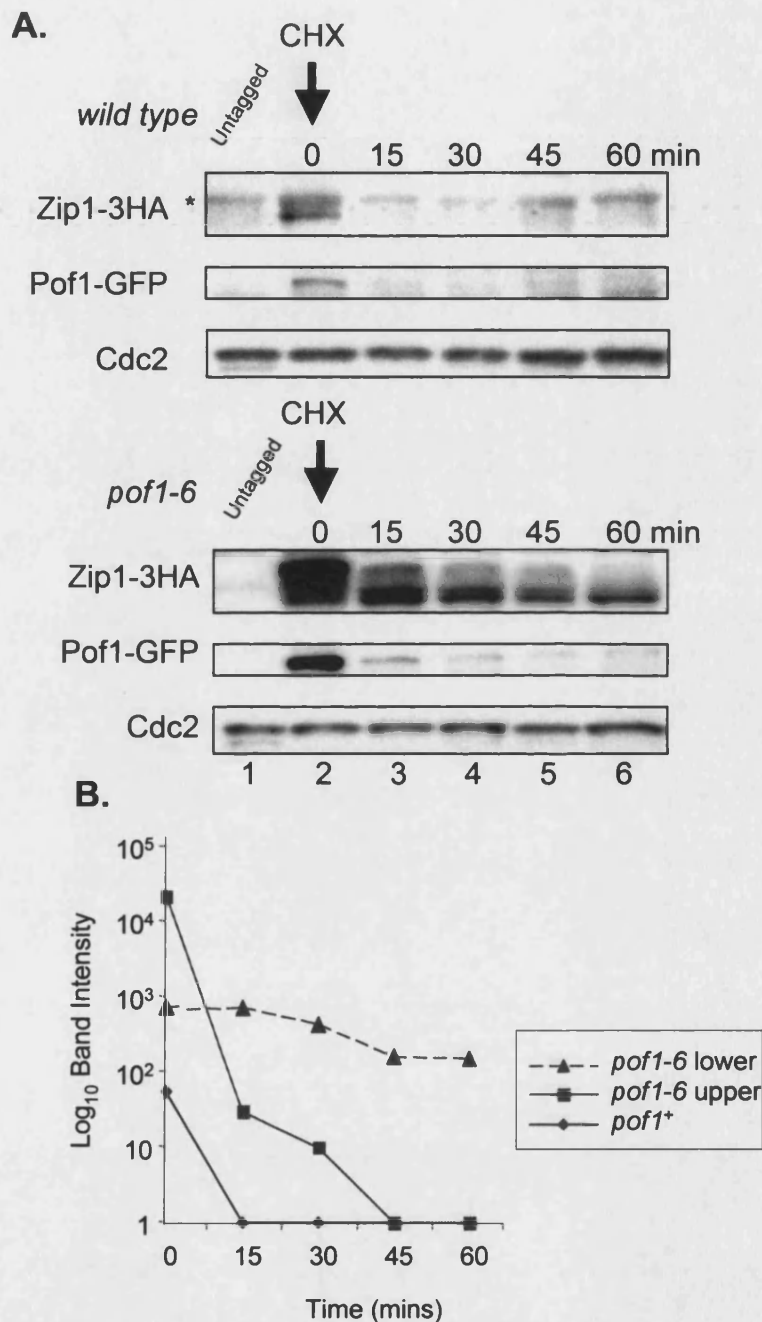 A.
CHX
Untagged
wild type
0 15 30 45 60 min
Zip1-3HA *
Pof1-GFP
Cdc2
CHX
Untagged
pof1-6
0 15 30 45 60 min
Zip1-3HA
Pof1-GFP
Cdc2
1 2 3 4 5 6
B.
10⁵
10⁴
10³
10²
10
1
Log₁₀ Band Intensity
0 15 30 45 60
Time (mins)
pof1-6 lower
pof1-6 upper
pof1⁺